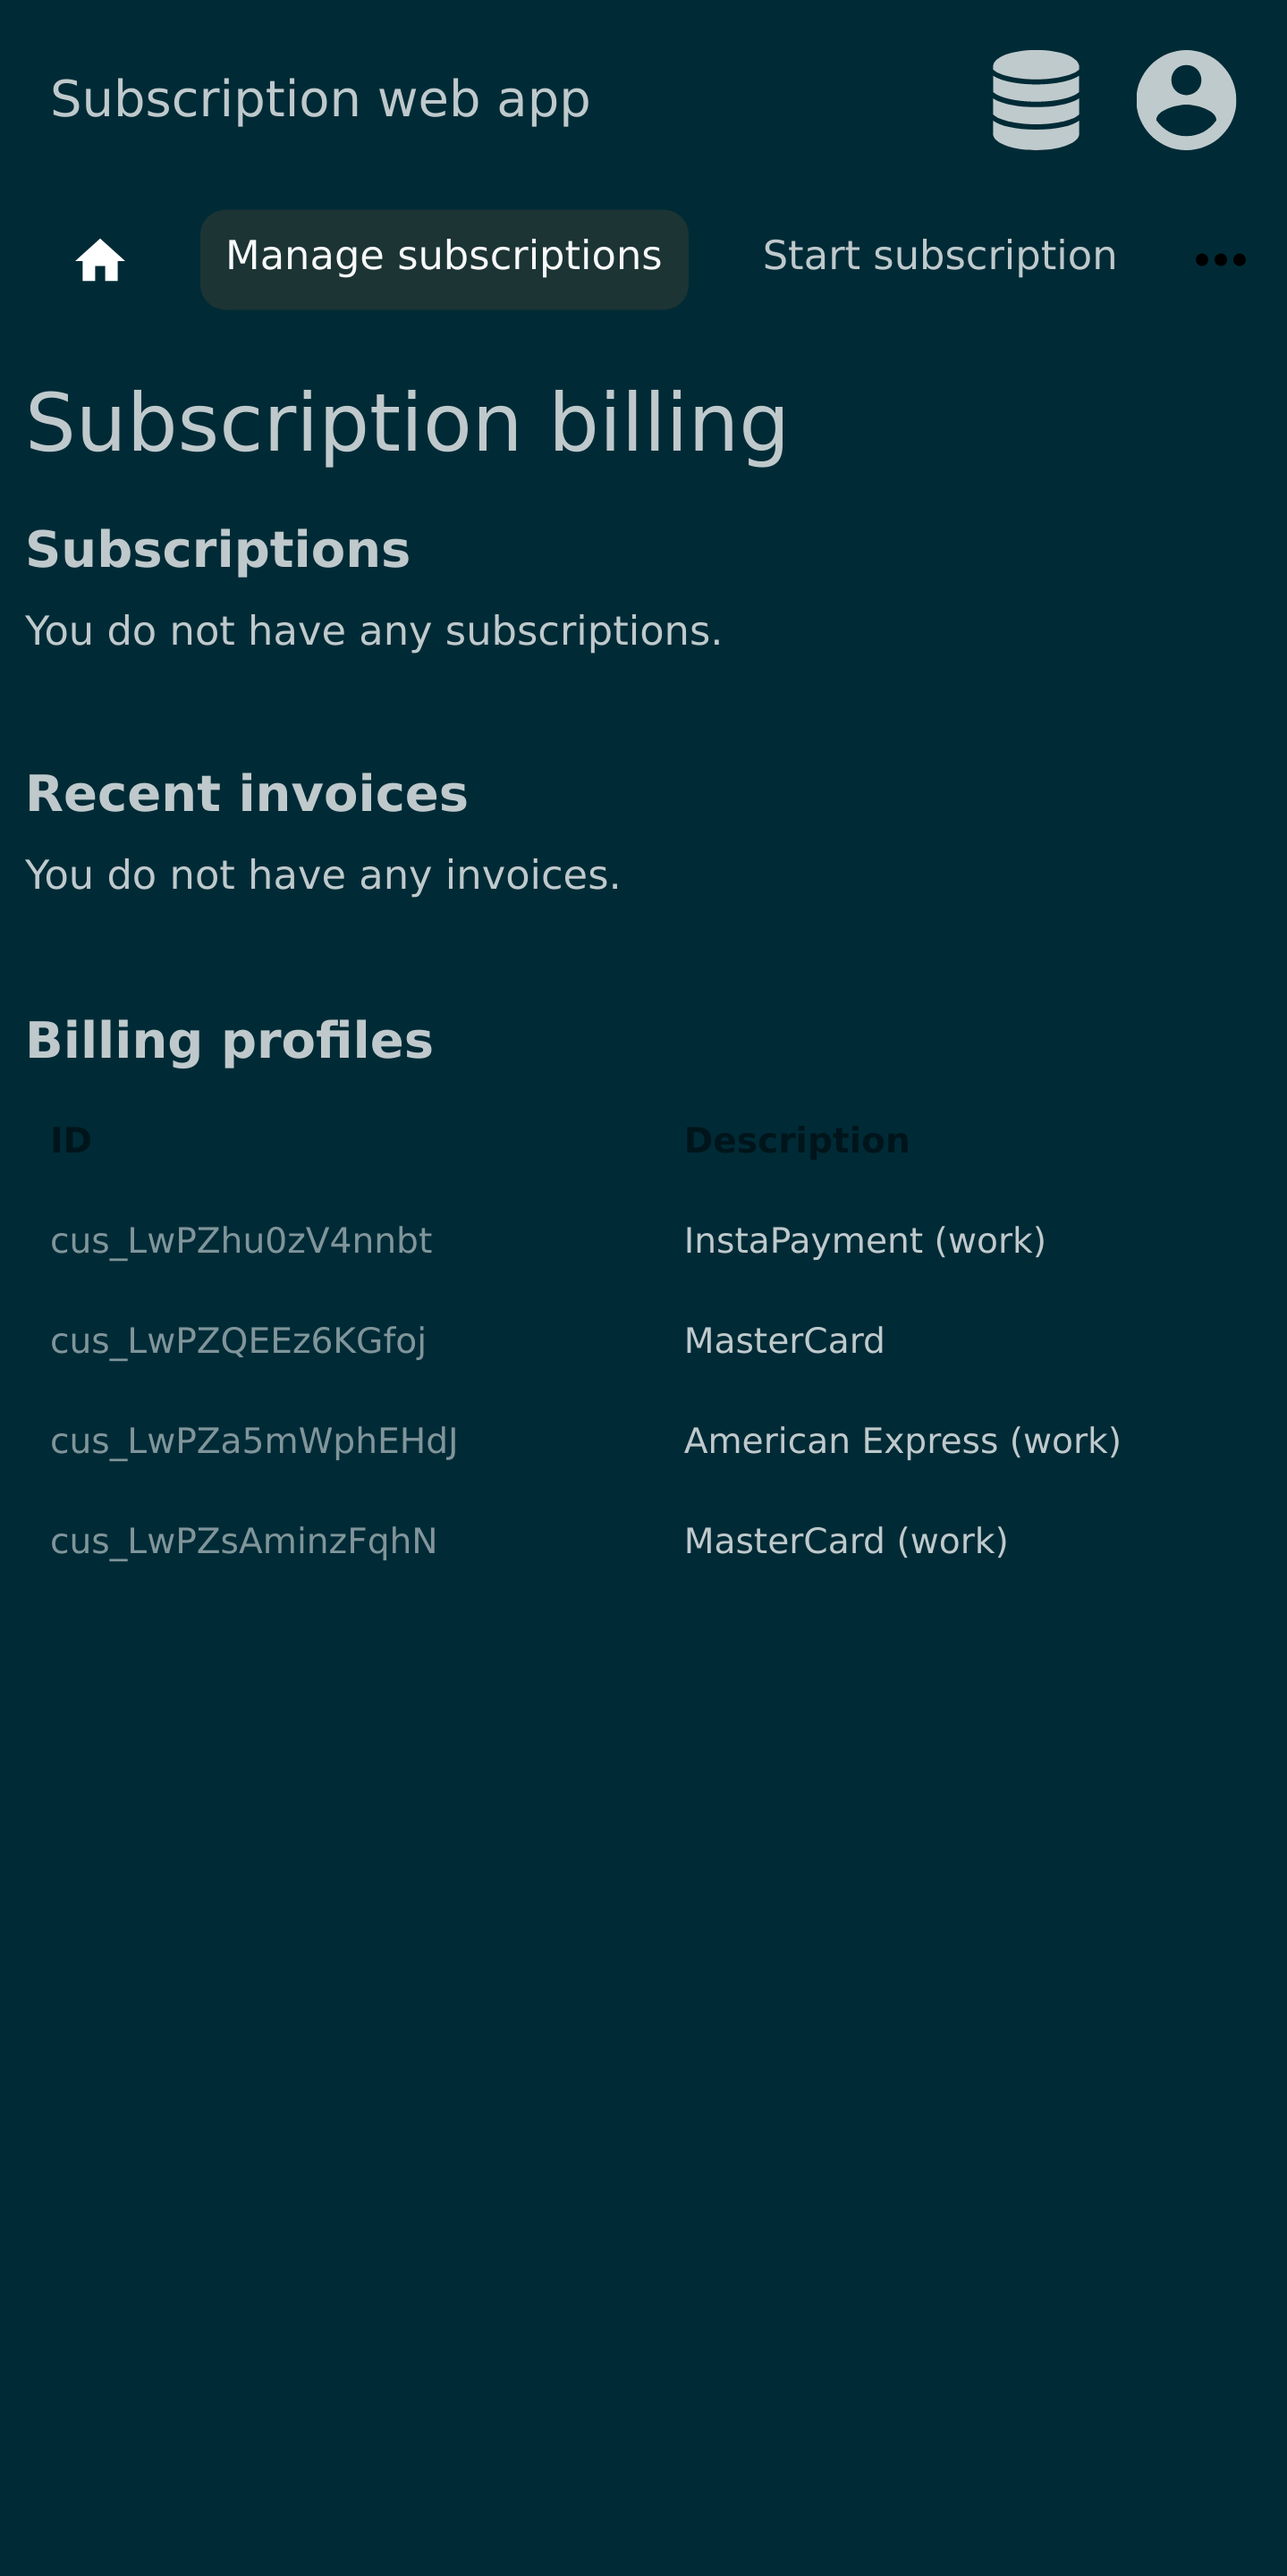 Subscription web app
Manage subscriptions Start subscription
Subscription billing
Subscriptions
You do not have any subscriptions.
Recent invoices
You do not have any invoices.
Billing profiles
ID Description
cus_LwPZhu0zV4nnbt InstaPayment (work)
cus_LwPZQEEz6KGfoj MasterCard
cus_LwPZa5mWphEHdJ American Express (work)
cus_LwPZsAminzFqhN MasterCard (work)